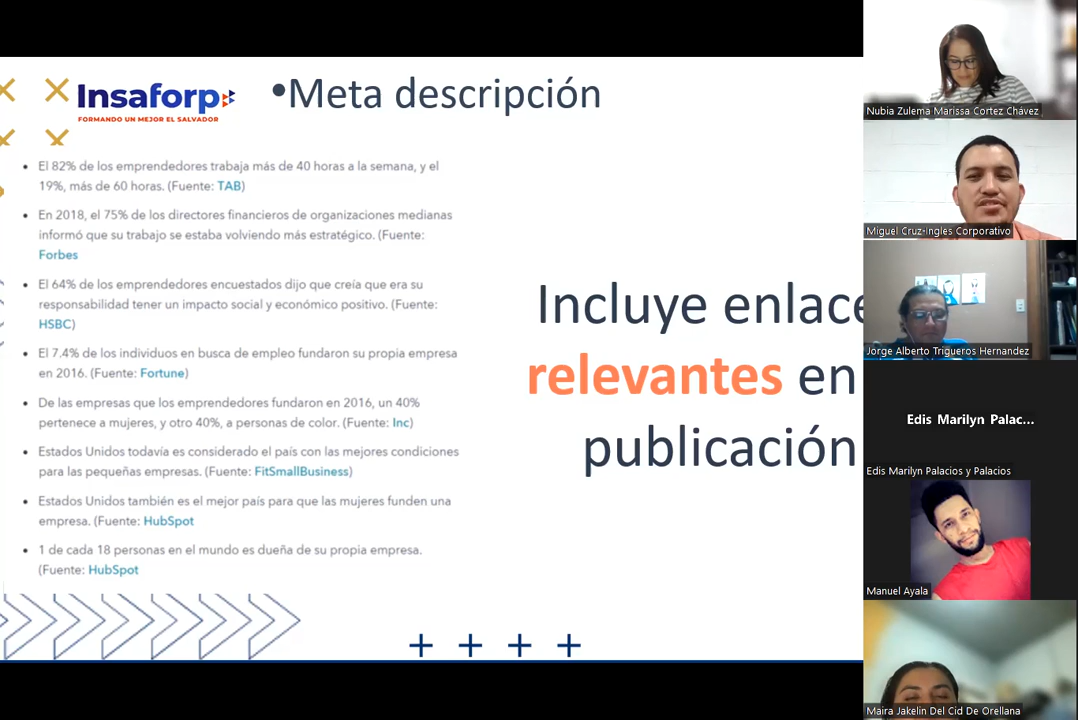 Insaforp
FORMANDO UN MEJOR EL SALVADOR
•Meta descripción
• El 82% de los emprendedores trabaja más de 40 horas a la semana, y el
19%, más de 60 horas. (Fuente: TAB)
• En 2018, el 75% de los directores financieros de organizaciones medianas
informó que su trabajo se estaba volviendo más estratégico. (Fuente:
Forbes
• El 64% de los emprendedores encuestados dijo que creía que era su
responsabilidad tener un impacto social y económico positivo. (Fuente:
HSBC)
• El 7.4% de los individuos en busca de empleo fundaron su propia empresa
en 2016. (Fuente: Fortune)
• De las empresas que los emprendedores fundaron en 2016, un 40%
pertenece a mujeres, y otro 40%, a personas de color. (Fuente: Inc)
• Estados Unidos todavía es considerado el país con las mejores condiciones
para las pequeñas empresas. (Fuente: FitSmallBusiness)
• Estados Unidos también es el mejor país para que las mujeres funden una
empresa. (Fuente: HubSpot
• 1 de cada 18 personas en el mundo es dueña de su propia empresa.
(Fuente: HubSpot
Incluye enlace
relevantes en
publicación
Nubia Zulema Marissa Cortez Chávez
Miguel Cruz-ingles Corporativo
Jorge Alberto Trigueros Hernandez
Edis Marilyn Palac...
Edis Marilyn Palacios y Palacios
Manuel Ayala
Maira Jakelin Del Cid De Orellana